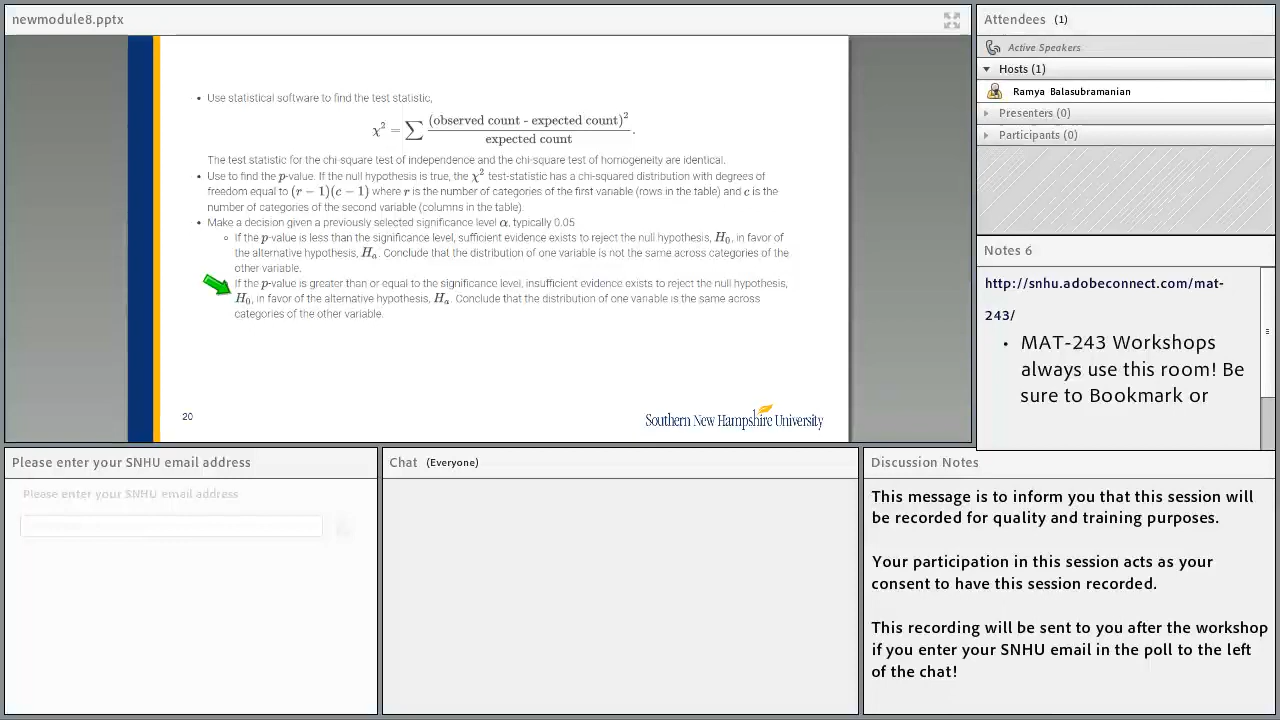 newmodule8.pptx
• Use statistical software to find the test statistic,
χ² = ∑ (observed count - expected count)² / expected count .
The test statistic for the chi-square test of independence and the chi-square test of homogeneity are identical.
• Use to find the p-value. If the null hypothesis is true, the χ² test-statistic has a chi-squared distribution with degrees of
freedom equal to (r − 1)(c − 1) where r is the number of categories of the first variable (rows in the table) and c is the
number of categories of the second variable (columns in the table).
• Make a decision given a previously selected significance level α, typically 0.05
◦ If the p-value is less than the significance level, sufficient evidence exists to reject the null hypothesis, H₀, in favor of
the alternative hypothesis, Hₐ. Conclude that the distribution of one variable is not the same across categories of the
other variable.
If the p-value is greater than or equal to the significance level, insufficient evidence exists to reject the null hypothesis,
H₀, in favor of the alternative hypothesis, Hₐ. Conclude that the distribution of one variable is the same across
categories of the other variable.
20
Southern New Hampshire University
Attendees (1)
Active Speakers
Hosts (1)
Ramya Balasubramanian
Presenters (0)
Participants (0)
Notes 6
http://snhu.adobeconnect.com/mat-
243/
• MAT-243 Workshops
always use this room! Be
sure to Bookmark or
Please enter your SNHU email address
Please enter your SNHU email address
Chat (Everyone)
Discussion Notes
This message is to inform you that this session will
be recorded for quality and training purposes.
Your participation in this session acts as your
consent to have this session recorded.
This recording will be sent to you after the workshop
if you enter your SNHU email in the poll to the left
of the chat!